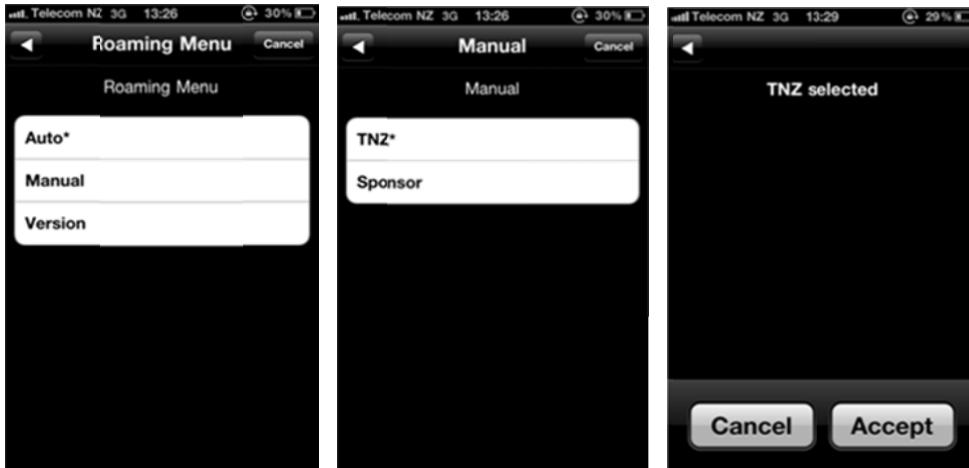 Telecom NZ 3G 13:26 30%
Roaming Menu Cancel
Roaming Menu
Auto*
Manual
Version
Telecom NZ 3G 13:26 30%
Manual Cancel
Manual
TNZ*
Sponsor
Telecom NZ 3G 13:29 29%
TNZ selected
Cancel Accept